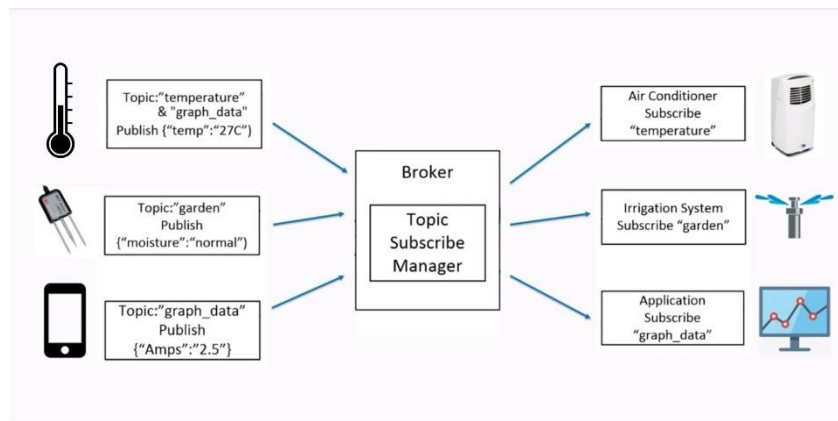 Topic:"temperature"
& "graph_data"
Publish {"temp":"27C")
Topic:"garden"
Publish
{"moisture":"normal")
Topic:"graph_data"
Publish
{"Amps":"2.5"}
Broker
Topic
Subscribe
Manager
Air Conditioner
Subscribe
"temperature"
Irrigation System
Subscribe "garden"
Application
Subscribe
"graph_data"